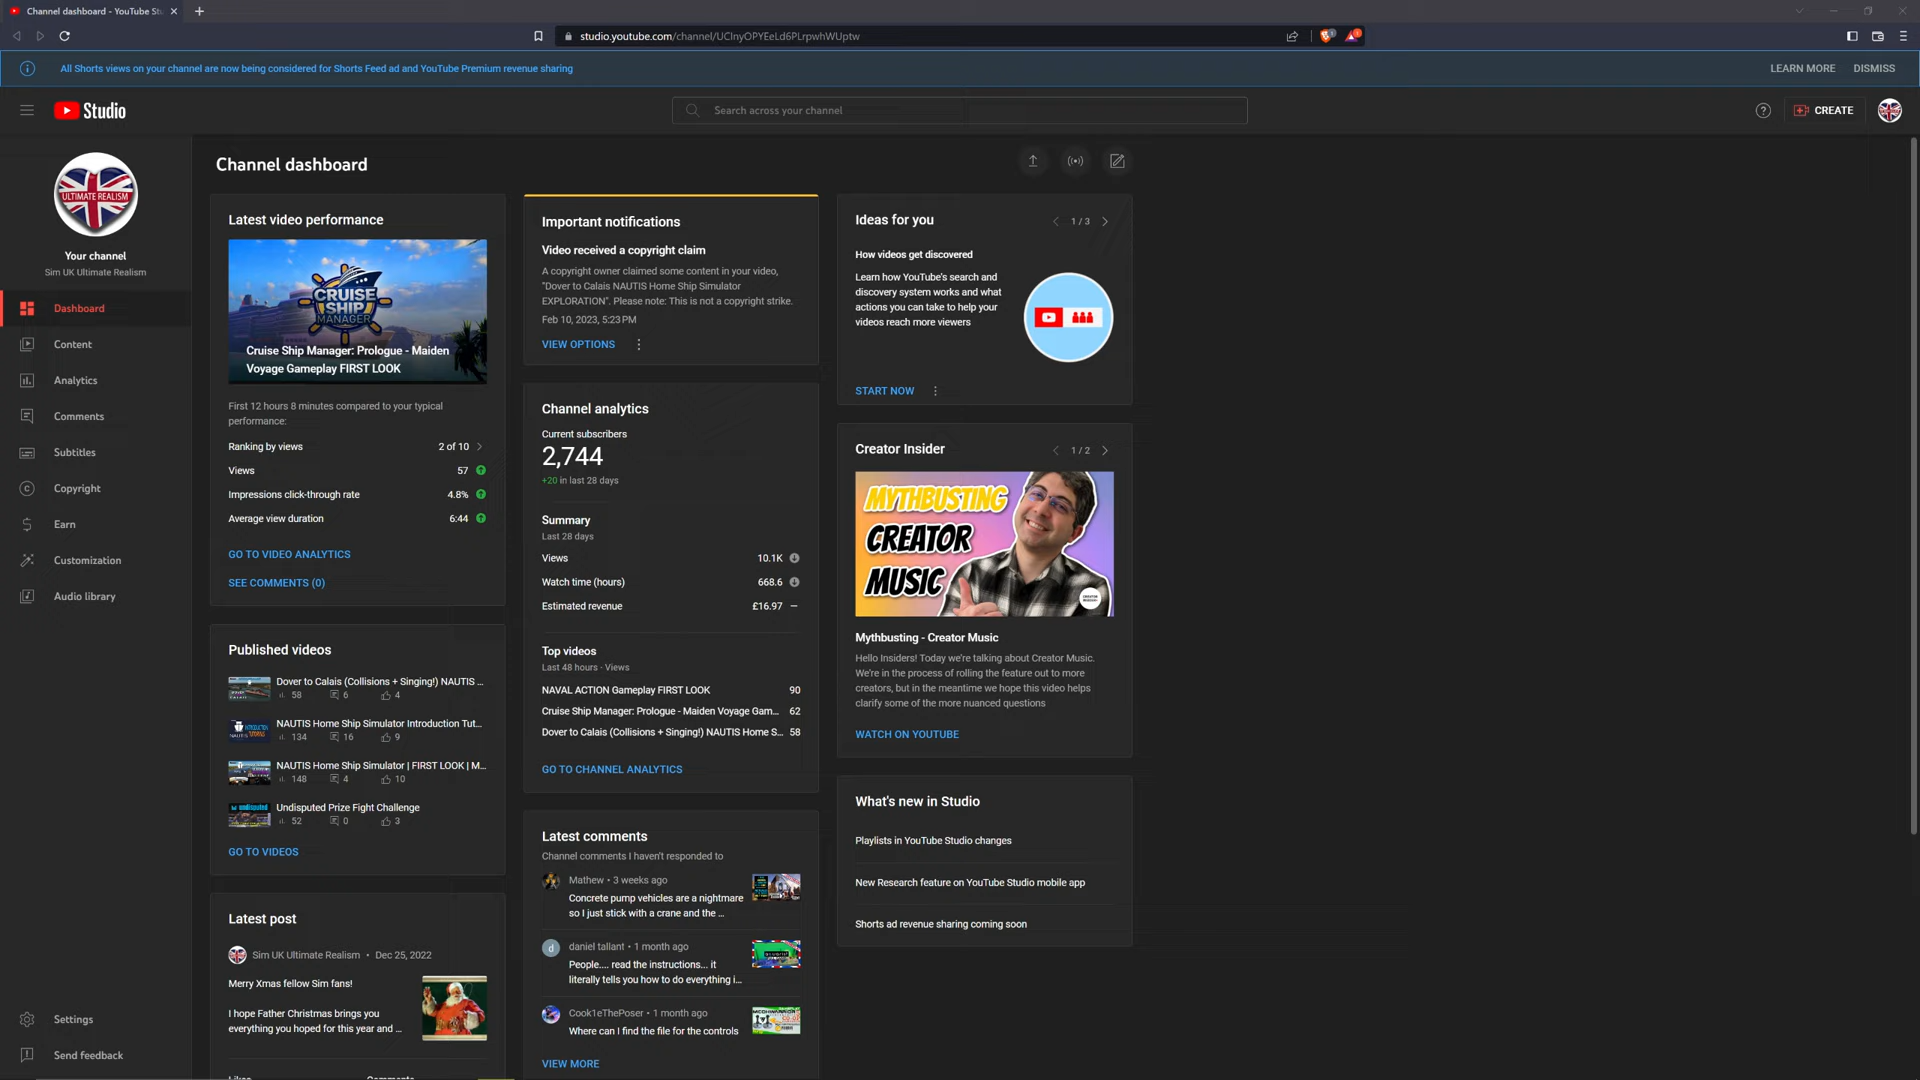 Channel dashboard - YouTube St
studio.youtube.com/channel/UClnyOPYEeLd6PLrpwhWUptw
All Shorts views on your channel are now being considered for Shorts Feed ad and YouTube Premium revenue sharing
LEARN MORE
DISMISS
Studio
Search across your channel
CREATE
ULTIMATE REALISM
Your channel
Sim UK Ultimate Realism
Dashboard
Content
Analytics
Comments
Subtitles
Copyright
Earn
Customization
Audio library
Settings
Send feedback
Channel dashboard
Latest video performance
CRUISE SHIP MANAGER
Cruise Ship Manager: Prologue - Maiden
Voyage Gameplay FIRST LOOK
First 12 hours 8 minutes compared to your typical
performance:
Ranking by views 2 of 10
Views 57
Impressions click-through rate 4.8%
Average view duration 6:44
GO TO VIDEO ANALYTICS
SEE COMMENTS (0)
Published videos
Dover to Calais (Collisions + Singing!) NAUTIS ...
58 6 4
NAUTIS Home Ship Simulator Introduction Tut...
134 16 9
NAUTIS Home Ship Simulator | FIRST LOOK | M...
148 4 10
Undisputed Prize Fight Challenge
52 0 3
GO TO VIDEOS
Latest post
Sim UK Ultimate Realism • Dec 25, 2022
Merry Xmas fellow Sim fans!
I hope Father Christmas brings you
everything you hoped for this year and ...
Likes Comments
Important notifications
Video received a copyright claim
A copyright owner claimed some content in your video,
"Dover to Calais NAUTIS Home Ship Simulator
EXPLORATION". Please note: This is not a copyright strike.
Feb 10, 2023, 5:23 PM
VIEW OPTIONS
Channel analytics
Current subscribers
2,744
+20 in last 28 days
Summary
Last 28 days
Views 10.1K
Watch time (hours) 668.6
Estimated revenue £16.97 —
Top videos
Last 48 hours · Views
NAVAL ACTION Gameplay FIRST LOOK 90
Cruise Ship Manager: Prologue - Maiden Voyage Gam... 62
Dover to Calais (Collisions + Singing!) NAUTIS Home S... 58
GO TO CHANNEL ANALYTICS
Latest comments
Channel comments I haven't responded to
Mathew • 3 weeks ago
Concrete pump vehicles are a nightmare
so I just stick with a crane and the ...
d
daniel tallant • 1 month ago
People.... read the instructions... it
literally tells you how to do everything i...
Cook1eThePoser • 1 month ago
Where can I find the file for the controls
VIEW MORE
Ideas for you
1 / 3
How videos get discovered
Learn how YouTube's search and
discovery system works and what
actions you can take to help your
videos reach more viewers
START NOW
Creator Insider
1 / 2
MYTHBUSTING
CREATOR
MUSIC
Mythbusting - Creator Music
Hello Insiders! Today we're talking about Creator Music.
We're in the process of rolling the feature out to more
creators, but in the meantime we hope this video helps
clarify some of the more nuanced questions
WATCH ON YOUTUBE
What's new in Studio
Playlists in YouTube Studio changes
New Research feature on YouTube Studio mobile app
Shorts ad revenue sharing coming soon